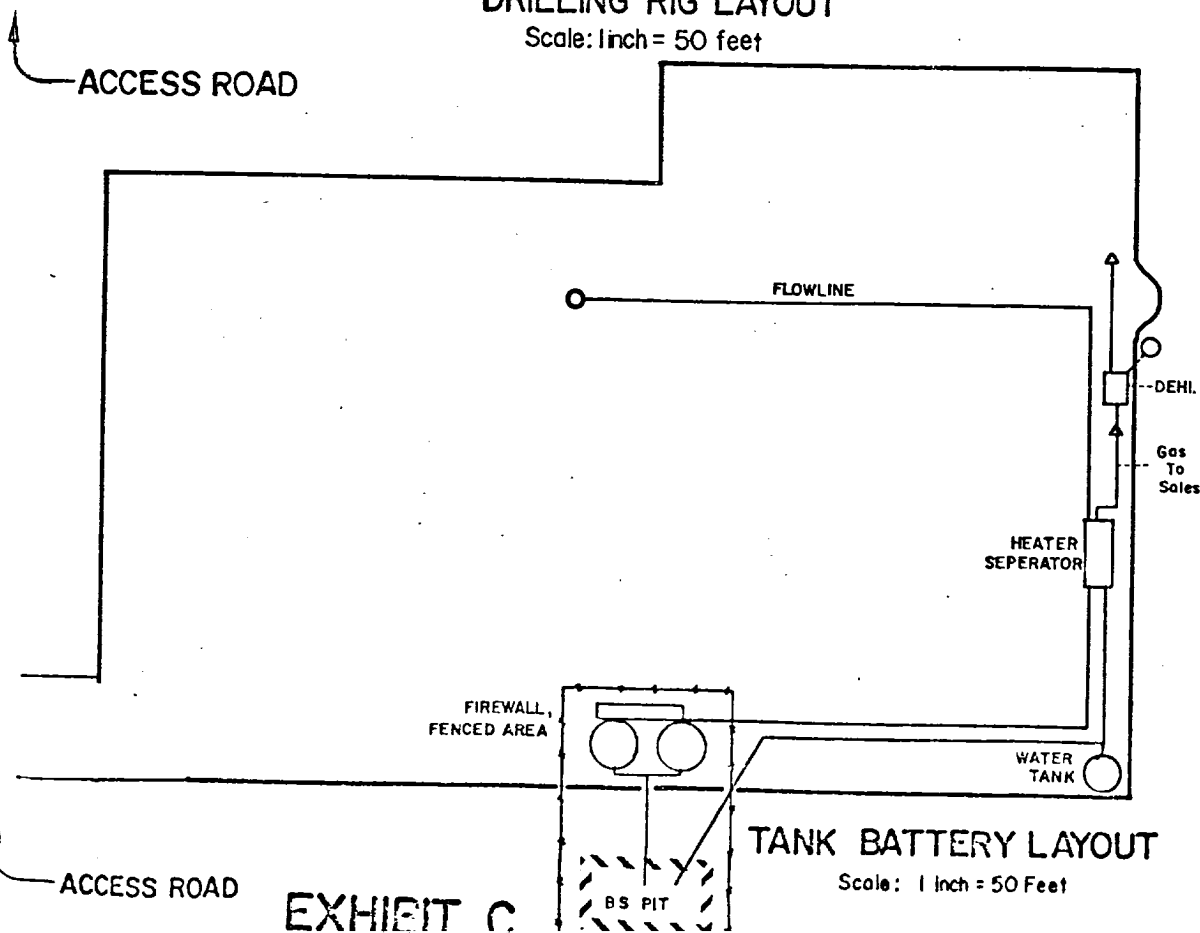 DRILLING RIG LAYOUT
Scale: 1 inch = 50 feet
ACCESS ROAD
FLOWLINE
DEHI.
Gas
To
Sales
HEATER
SEPERATOR
FIREWALL,
FENCED AREA
WATER
TANK
TANK BATTERY LAYOUT
Scale: 1 Inch = 50 Feet
ACCESS ROAD
BS PIT
EXHIBIT C